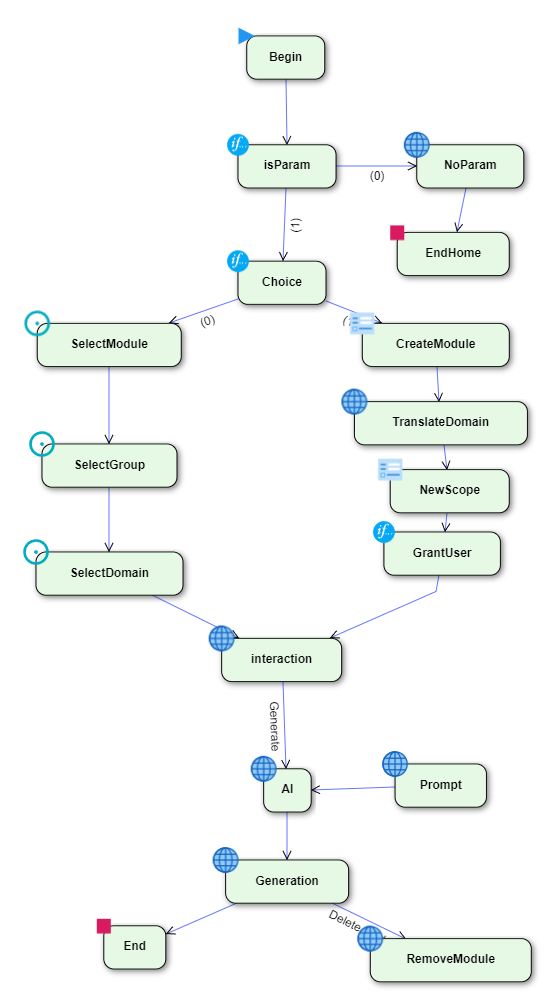 Begin
if...
isParam
(0)
NoParam
(1)
EndHome
if...
Choice
(0)
SelectModule
CreateModule
TranslateDomain
SelectGroup
NewScope
if...
GrantUser
SelectDomain
interaction
Generate
AI
Prompt
Generation
Delete
End
RemoveModule